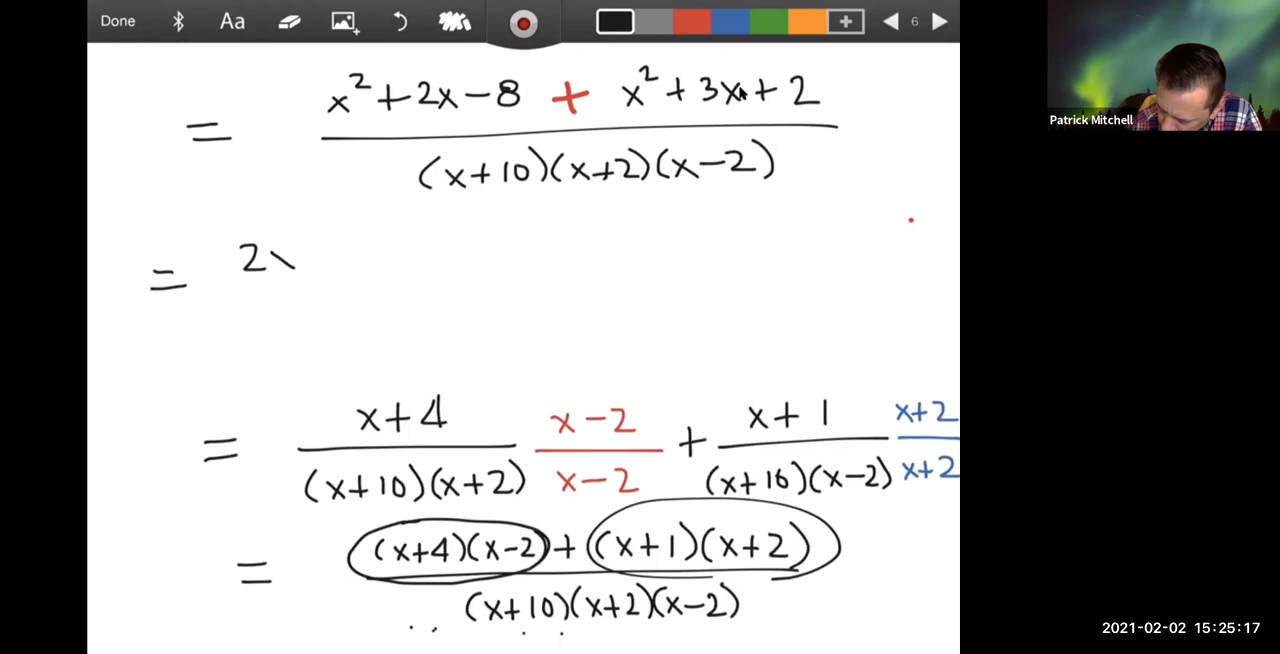 Done Aa 6
Patrick Mitchell
x²+2x-8 + x²+3x+2
=
(x+10)(x+2)(x-2)
= 2
x+4 x-2 x+1 x+2
= +
(x+10)(x+2) x-2 (x+10)(x-2) x+2
(x+4)(x-2)+(x+1)(x+2)
=
(x+10)(x+2)(x-2)
2021-02-02 15:25:17